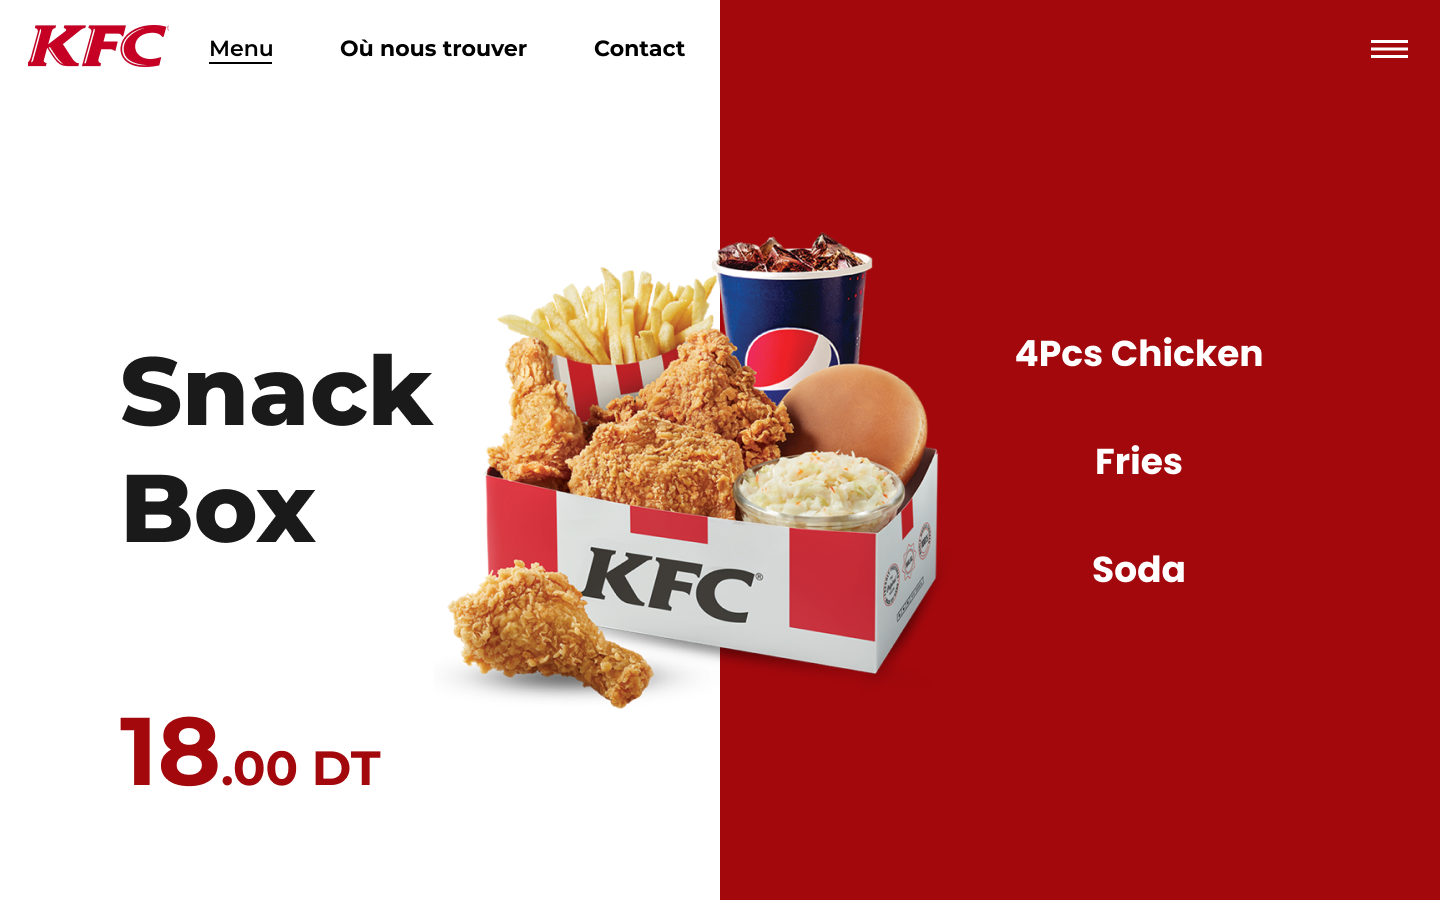 KFC
Menu
Où nous trouver
Contact
Snack
Box
18.00 DT
KFC®
4Pcs Chicken
Fries
Soda